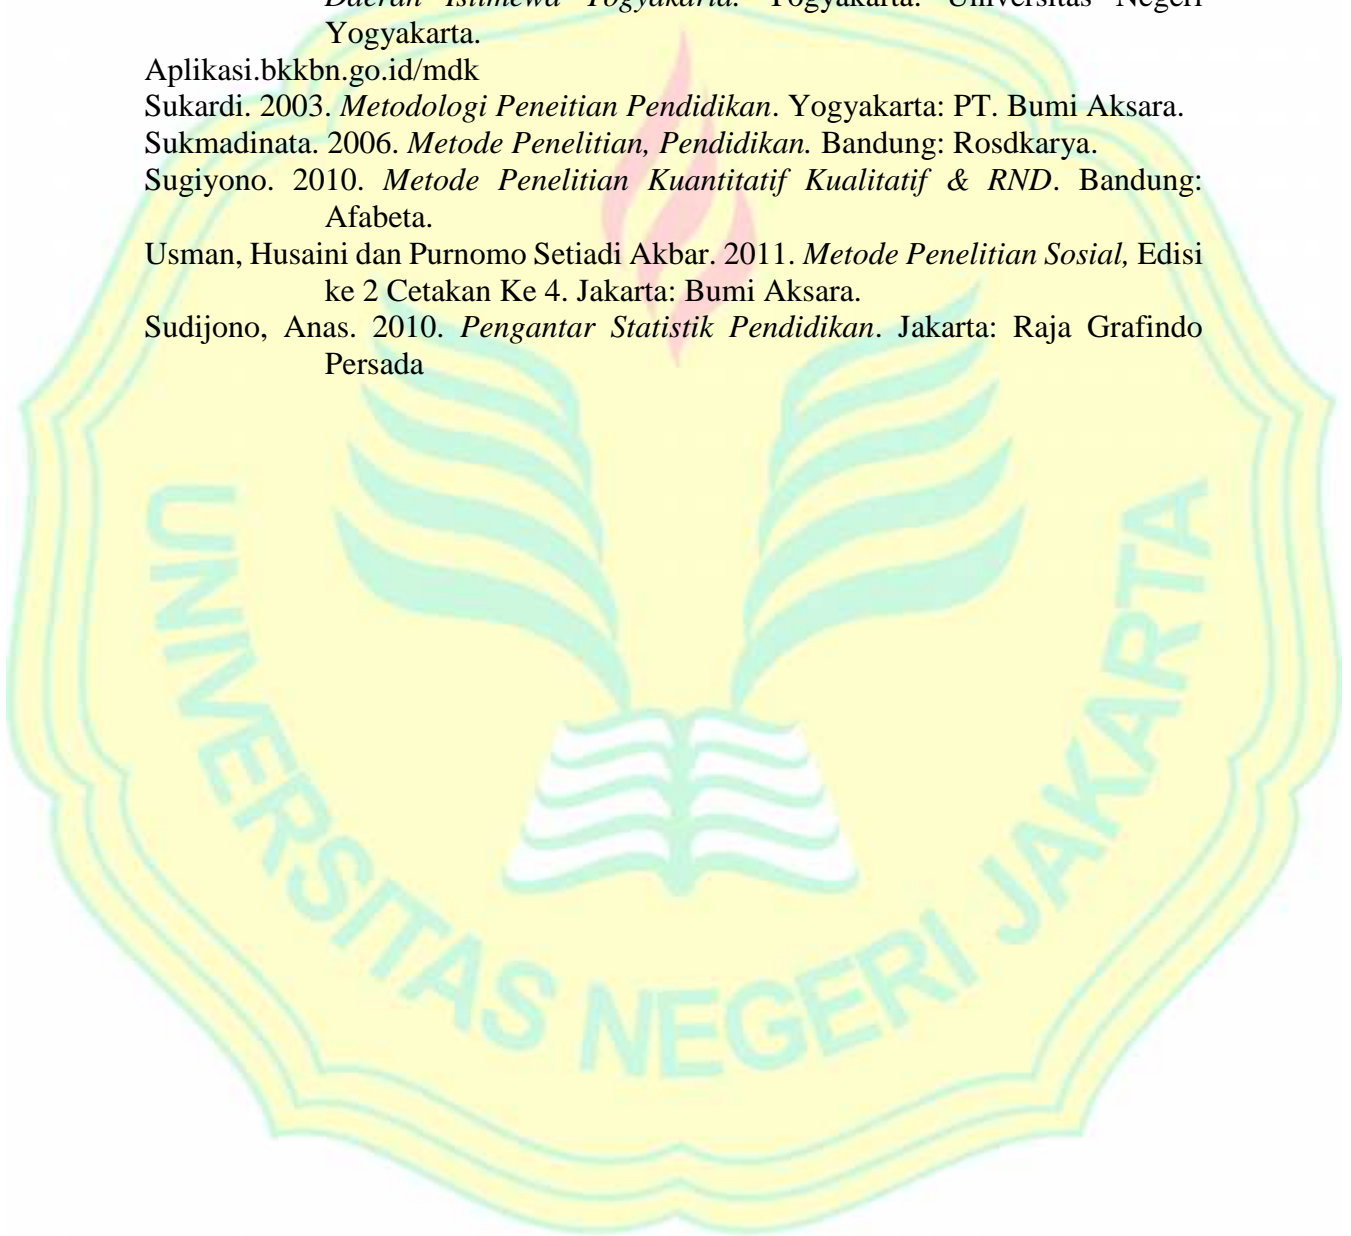 Daerah Istimewa Yogyakarta. Yogyakarta: Universitas Negeri
Yogyakarta.
Aplikasi.bkkbn.go.id/mdk
Sukardi. 2003. Metodologi Peneitian Pendidikan. Yogyakarta: PT. Bumi Aksara.
Sukmadinata. 2006. Metode Penelitian, Pendidikan. Bandung: Rosdkarya.
Sugiyono. 2010. Metode Penelitian Kuantitatif Kualitatif & RND. Bandung:
Afabeta.
Usman, Husaini dan Purnomo Setiadi Akbar. 2011. Metode Penelitian Sosial, Edisi
ke 2 Cetakan Ke 4. Jakarta: Bumi Aksara.
Sudijono, Anas. 2010. Pengantar Statistik Pendidikan. Jakarta: Raja Grafindo
Persada
UNIVERSITAS NEGERI JAKARTA